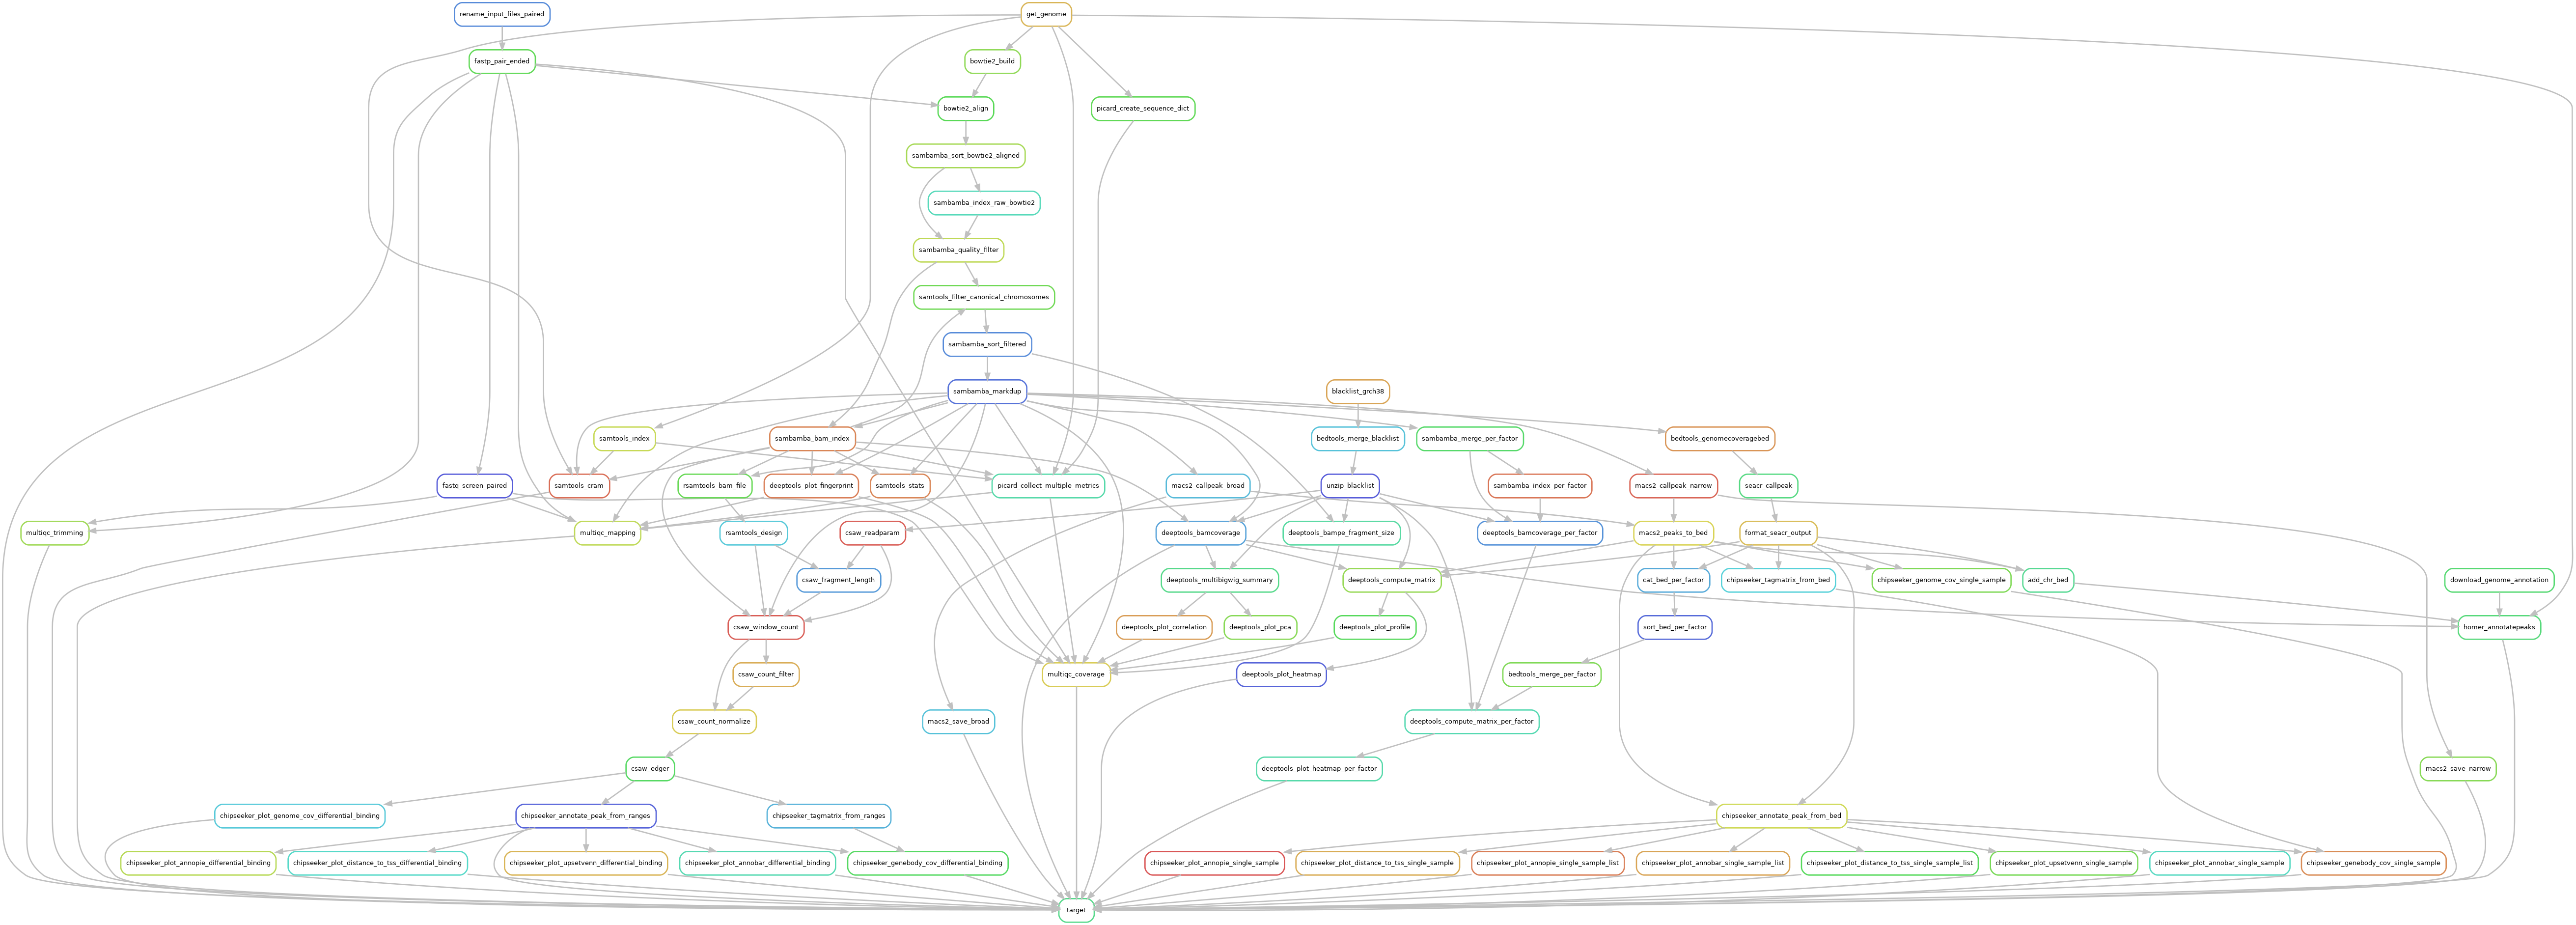 rename_input_files_paired
get_genome
fastp_pair_ended
bowtie2_build
bowtie2_align
picard_create_sequence_dict
sambamba_sort_bowtie2_aligned
sambamba_index_raw_bowtie2
sambamba_quality_filter
samtools_filter_canonical_chromosomes
sambamba_sort_filtered
sambamba_markdup
blacklist_grch38
samtools_index
sambamba_bam_index
bedtools_merge_blacklist
sambamba_merge_per_factor
bedtools_genomecoveragebed
fastq_screen_paired
samtools_cram
rsamtools_bam_file
deeptools_plot_fingerprint
samtools_stats
picard_collect_multiple_metrics
macs2_callpeak_broad
unzip_blacklist
sambamba_index_per_factor
macs2_callpeak_narrow
seacr_callpeak
multiqc_trimming
multiqc_mapping
rsamtools_design
csaw_readparam
deeptools_bamcoverage
deeptools_bampe_fragment_size
deeptools_bamcoverage_per_factor
macs2_peaks_to_bed
format_seacr_output
csaw_fragment_length
deeptools_multibigwig_summary
deeptools_compute_matrix
cat_bed_per_factor
chipseeker_tagmatrix_from_bed
chipseeker_genome_cov_single_sample
add_chr_bed
download_genome_annotation
csaw_window_count
deeptools_plot_correlation
deeptools_plot_pca
deeptools_plot_profile
sort_bed_per_factor
homer_annotatepeaks
csaw_count_filter
multiqc_coverage
deeptools_plot_heatmap
bedtools_merge_per_factor
csaw_count_normalize
macs2_save_broad
deeptools_compute_matrix_per_factor
csaw_edger
deeptools_plot_heatmap_per_factor
macs2_save_narrow
chipseeker_plot_genome_cov_differential_binding
chipseeker_annotate_peak_from_ranges
chipseeker_tagmatrix_from_ranges
chipseeker_annotate_peak_from_bed
chipseeker_plot_annopie_differential_binding
chipseeker_plot_distance_to_tss_differential_binding
chipseeker_plot_upsetvenn_differential_binding
chipseeker_plot_annobar_differential_binding
chipseeker_genebody_cov_differential_binding
chipseeker_plot_annopie_single_sample
chipseeker_plot_distance_to_tss_single_sample
chipseeker_plot_annopie_single_sample_list
chipseeker_plot_annobar_single_sample_list
chipseeker_plot_distance_to_tss_single_sample_list
chipseeker_plot_upsetvenn_single_sample
chipseeker_plot_annobar_single_sample
chipseeker_genebody_cov_single_sample
target